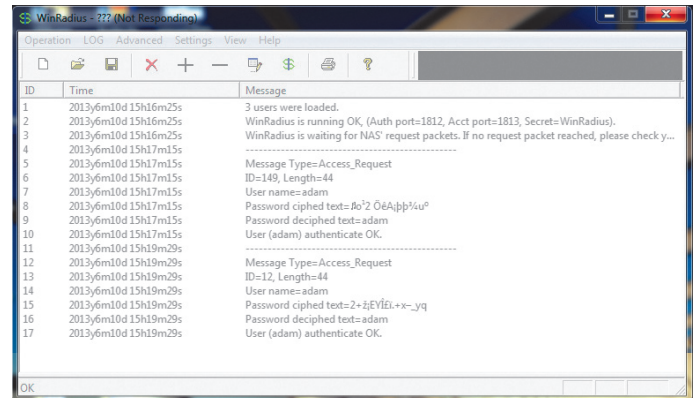 WinRadius - ??? (Not Responding)
Operation LOG Advanced Settings View Help
ID Time Message
1 2013y6m10d 15h16m25s 3 users were loaded.
2 2013y6m10d 15h16m25s WinRadius is running OK, (Auth port=1812, Acct port=1813, Secret=WinRadius).
3 2013y6m10d 15h16m25s WinRadius is waiting for NAS' request packets. If no request packet reached, please check y...
4 2013y6m10d 15h17m15s -----------------------------------------------
5 2013y6m10d 15h17m15s Message Type=Access_Request
6 2013y6m10d 15h17m15s ID=149, Length=44
7 2013y6m10d 15h17m15s User name=adam
8 2013y6m10d 15h17m15s Password ciphed text=
9 2013y6m10d 15h17m15s Password deciphed text=adam
10 2013y6m10d 15h17m15s User (adam) authenticate OK.
11 2013y6m10d 15h19m29s -----------------------------------------------
12 2013y6m10d 15h19m29s Message Type=Access_Request
13 2013y6m10d 15h19m29s ID=12, Length=44
14 2013y6m10d 15h19m29s User name=adam
15 2013y6m10d 15h19m29s Password ciphed text=
16 2013y6m10d 15h19m29s Password deciphed text=adam
17 2013y6m10d 15h19m29s User (adam) authenticate OK.
OK